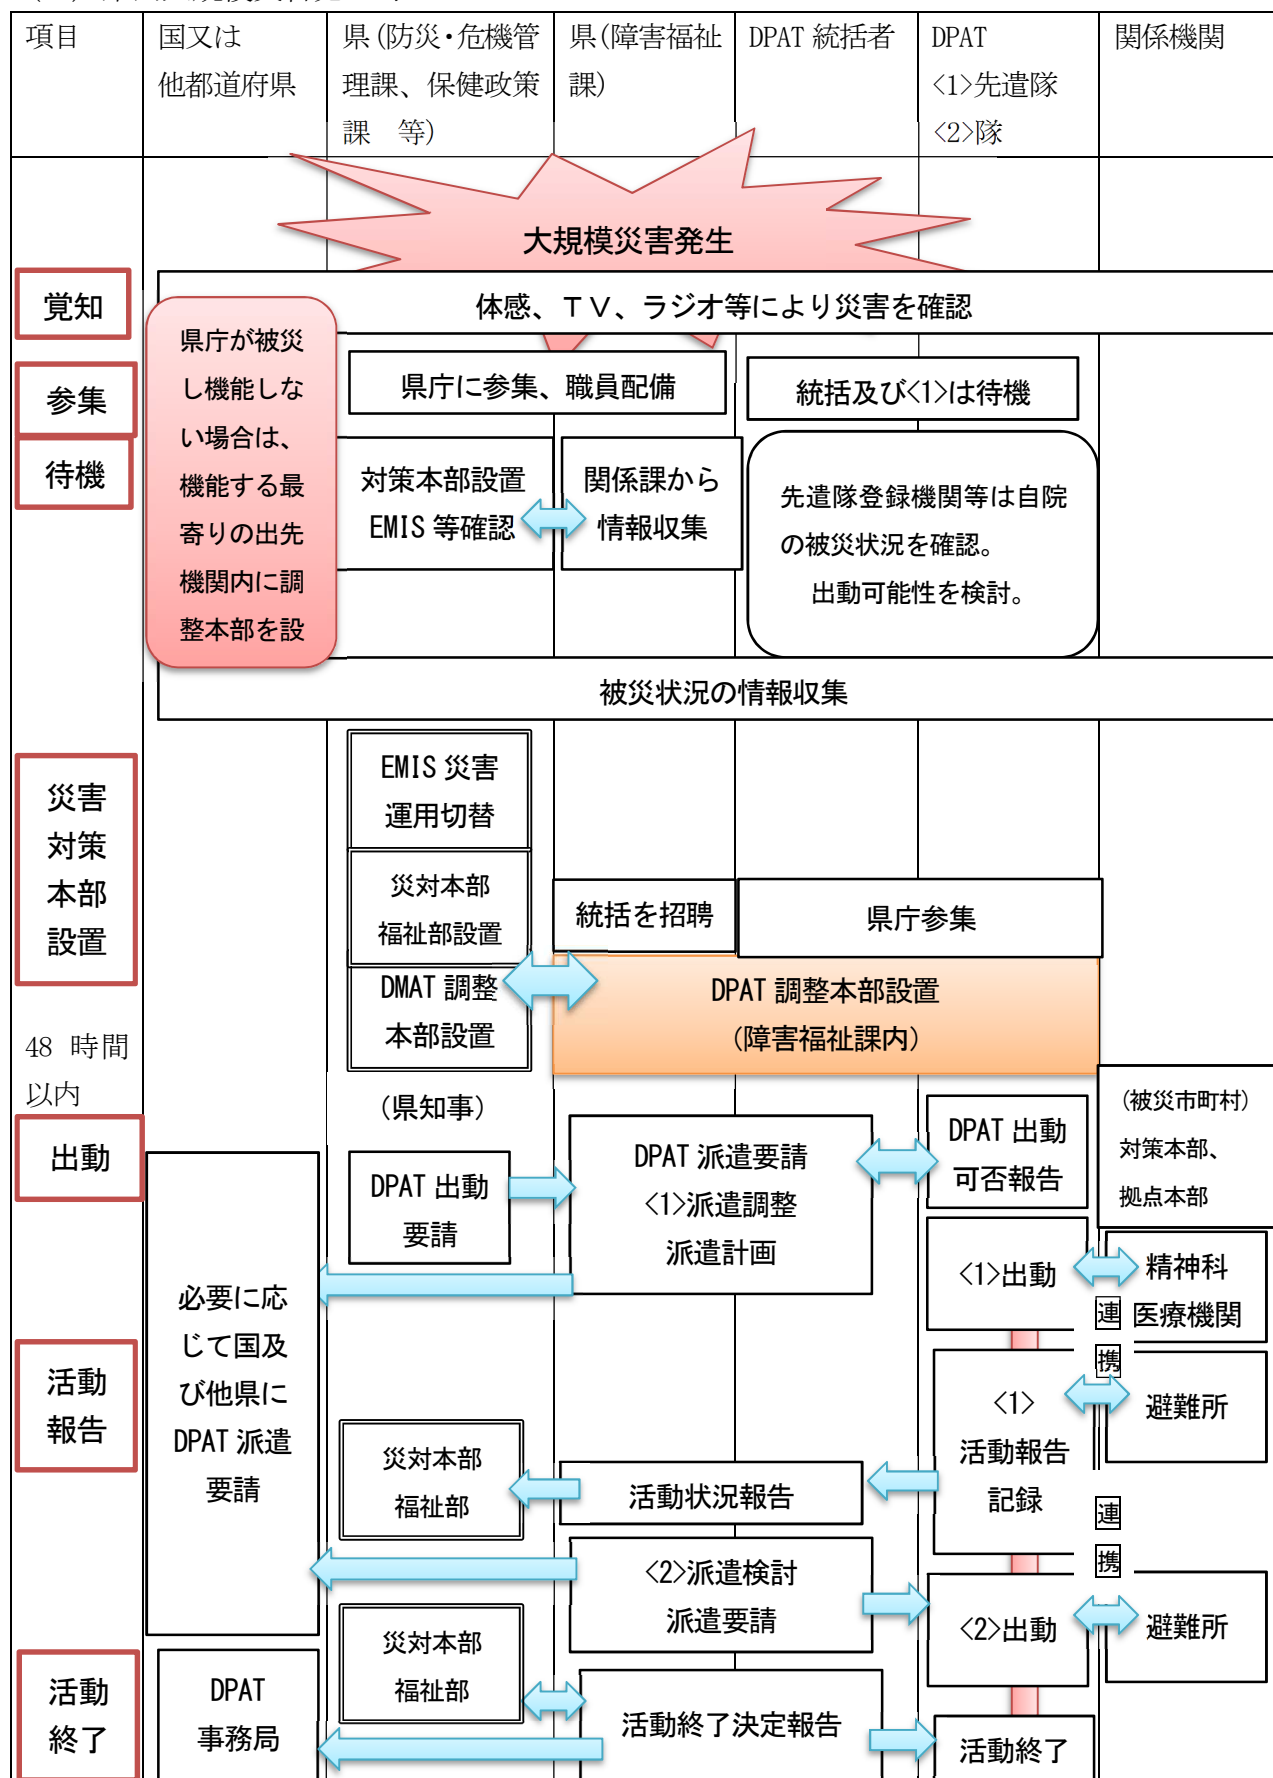 項目
国又は
他都道府県
県(防災・危機管
理課、保健政策
課　等)
県(障害福祉
課)
DPAT 統括者
DPAT
<1>先遣隊
<2>隊
関係機関
大規模災害発生
覚知
体感、TV、ラジオ等により災害を確認
県庁が被災
し機能しな
い場合は、
機能する最
寄りの出先
機関内に調
整本部を設
参集
県庁に参集、職員配備
統括及び<1>は待機
待機
対策本部設置
EMIS 等確認
関係課から
情報収集
先遣隊登録機関等は自院
の被災状況を確認。
出動可能性を検討。
被災状況の情報収集
災害
対策
本部
設置
EMIS 災害
運用切替
災対本部
福祉部設置
DMAT 調整
本部設置
統括を招聘
県庁参集
DPAT 調整本部設置
(障害福祉課内)
48 時間
以内
出動
(県知事)
DPAT 出動
要請
DPAT 派遣要請
<1>派遣調整
派遣計画
DPAT 出動
可否報告
(被災市町村)
対策本部、
拠点本部
必要に応
じて国及
び他県に
DPAT 派遣
要請
<1>出動
連
携
精神科
医療機関
活動
報告
<1>
活動報告
記録
避難所
災対本部
福祉部
活動状況報告
連
携
<2>派遣検討
派遣要請
<2>出動
避難所
災対本部
福祉部
活動
終了
DPAT
事務局
活動終了決定報告
活動終了